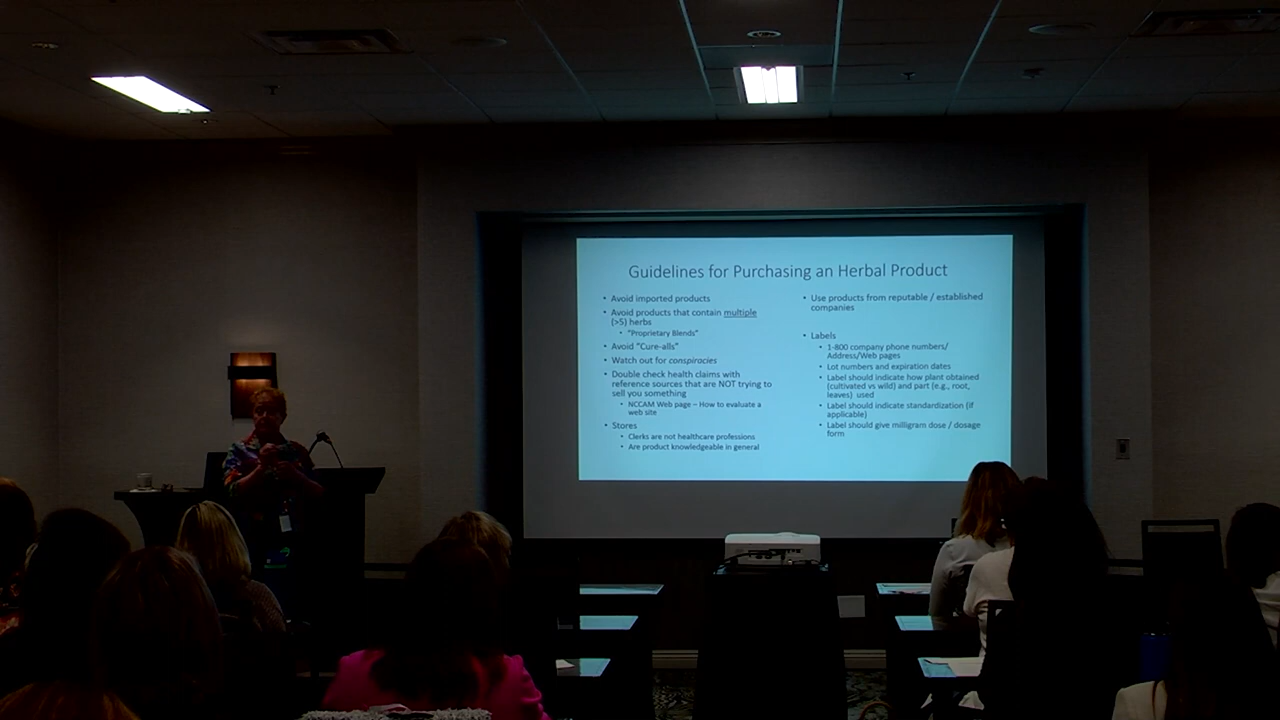 Guidelines for Purchasing an Herbal Product
• Avoid imported products
• Avoid products that contain multiple
(>5) herbs
• "Proprietary Blends"
• Avoid "Cure-alls"
• Watch out for conspiracies
• Double check health claims with
reference sources that are NOT trying to
sell you something
• NCCAM Web page – How to evaluate a
web site
• Stores
• Clerks are not healthcare professions
• Are product knowledgeable in general
• Use products from reputable / established
companies
• Labels
• 1-800 company phone numbers/
Address/Web pages
• Lot numbers and expiration dates
• Label should indicate how plant obtained
(cultivated vs wild) and part (e.g., root,
leaves) used
• Label should indicate standardization (if
applicable)
• Label should give milligram dose / dosage
form